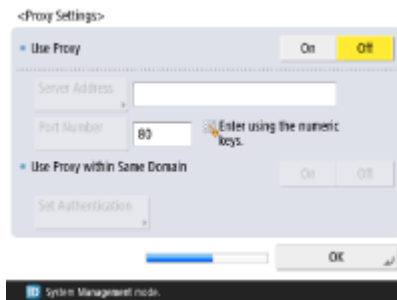 <Proxy Settings>
Use Proxy
On
Off
Server Address
Port Number
80
Enter using the numeric
keys.
Use Proxy within Same Domain
On
Off
Set Authentication
OK
ID System Management mode.